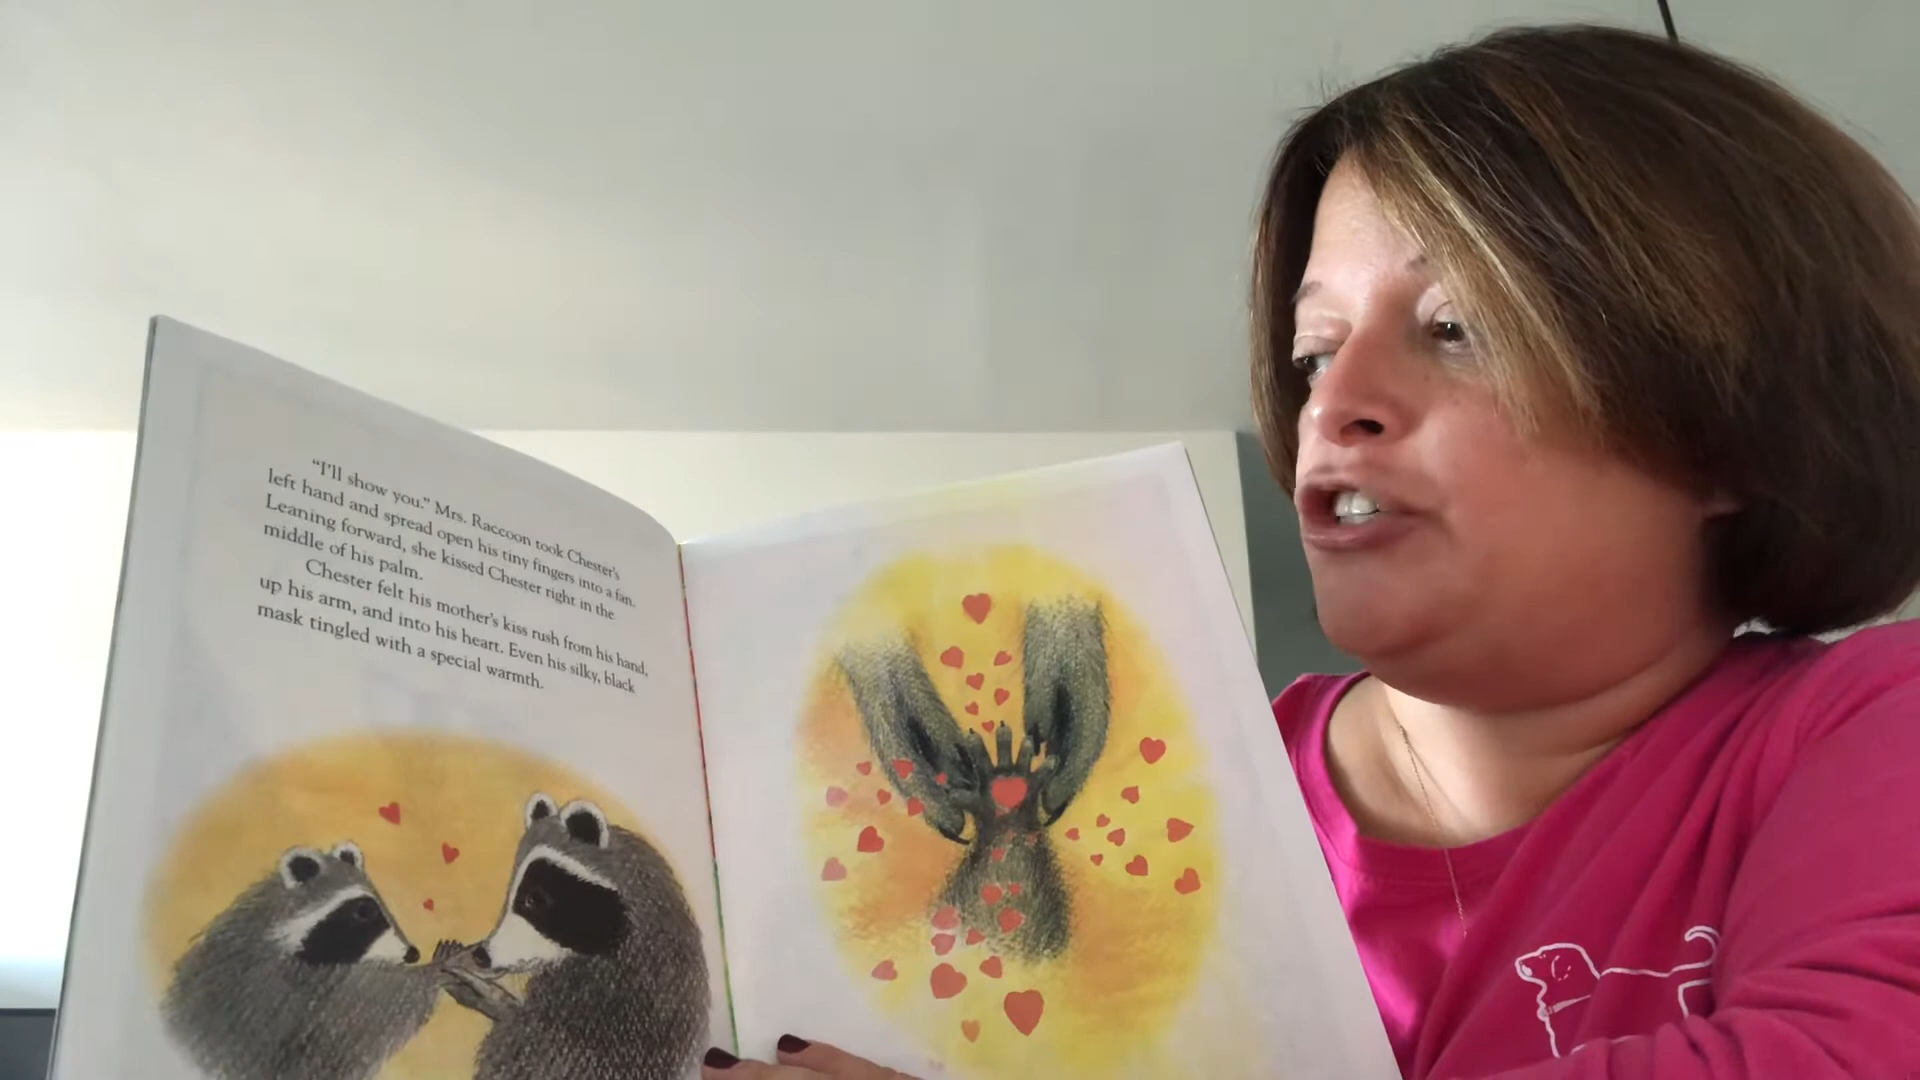 “I’ll show you.” Mrs. Raccoon took Chester’s
left hand and spread open his tiny fingers into a fan.
Leaning forward, she kissed Chester right in the
middle of his palm.
Chester felt his mother’s kiss rush from his hand,
up his arm, and into his heart. Even his silky, black
mask tingled with a special warmth.